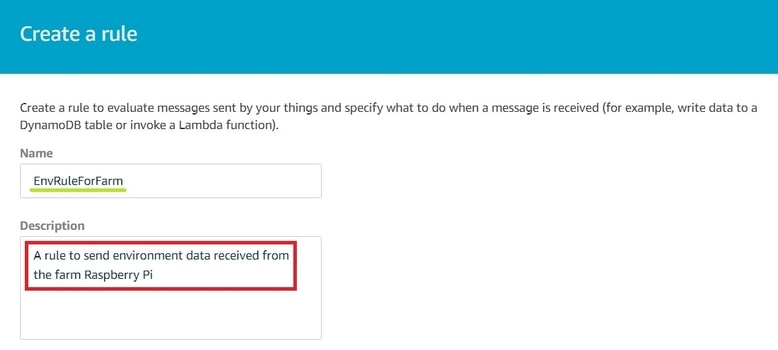 Create a rule
Create a rule to evaluate messages sent by your things and specify what to do when a message is received (for example, write data to a
DynamoDB table or invoke a Lambda function).
Name
EnvRuleForFarm
Description
A rule to send environment data received from
the farm Raspberry Pi